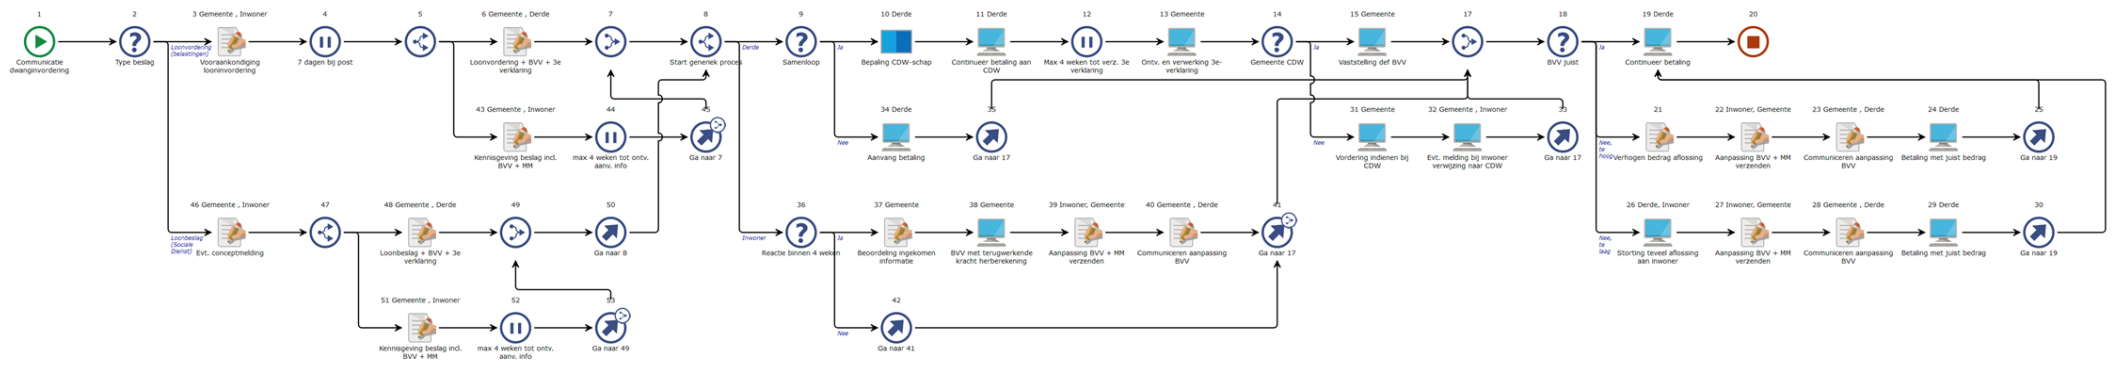 1
2
3 Gemeente , Inwoner
4
5
6 Gemeente , Derde
7
8
9
10 Derde
11 Derde
12
13 Gemeente
14
15 Gemeente
17
18
19 Derde
20
Loonvordering
(belastingen)
Derde
Ja
Ja
Ja
Communicatie
dwanginvordering
Type beslag
Vooraankondiging
looninvordering
7 dagen bij post
Loonvordering + BVV + 3e
verklaring
Start generiek proces
Samenloop
Bepaling CDW-schap
Continueer betaling aan
CDW
Max 4 weken tot verz. 3e
verklaring
Ontv. en verwerking 3e-
verklaring
Gemeente CDW
Vaststelling def BVV
BVV juist
Continueer betaling
43 Gemeente , Inwoner
44
45
34 Derde
35
31 Gemeente
32 Gemeente , Inwoner
33
21
22 Inwoner, Gemeente
23 Gemeente , Derde
24 Derde
25
Nee
Nee
Nee,
te
hoog
Kennisgeving beslag incl.
BVV + MM
max 4 weken tot ontv.
aanv. info
Ga naar 7
Aanvang betaling
Ga naar 17
Vordering indienen bij
CDW
Evt. melding bij inwoner
verwijzing naar CDW
Ga naar 17
Verhogen bedrag aflossing
Aanpassing BVV + MM
verzenden
Communiceren aanpassing
BVV
Betaling met juist bedrag
Ga naar 19
46 Gemeente , Inwoner
47
48 Gemeente , Derde
49
50
36
37 Gemeente
38 Gemeente
39 Inwoner, Gemeente
40 Gemeente , Derde
41
26 Derde, Inwoner
27 Inwoner, Gemeente
28 Gemeente , Derde
29 Derde
30
Loonbeslag
(Sociale
Dienst)
Inwoner
Ja
Nee,
te
laag
Evt. conceptmelding
Loonbeslag + BVV + 3e
verklaring
Ga naar 8
Reactie binnen 4 weken
Beoordeling ingekomen
informatie
BVV met terugwerkende
kracht herberekening
Aanpassing BVV + MM
verzenden
Communiceren aanpassing
BVV
Ga naar 17
Storting teveel aflossing
aan inwoner
Aanpassing BVV + MM
verzenden
Communiceren aanpassing
BVV
Betaling met juist bedrag
Ga naar 19
51 Gemeente , Inwoner
52
53
42
Nee
Kennisgeving beslag incl.
BVV + MM
max 4 weken tot ontv.
aanv. info
Ga naar 49
Ga naar 41